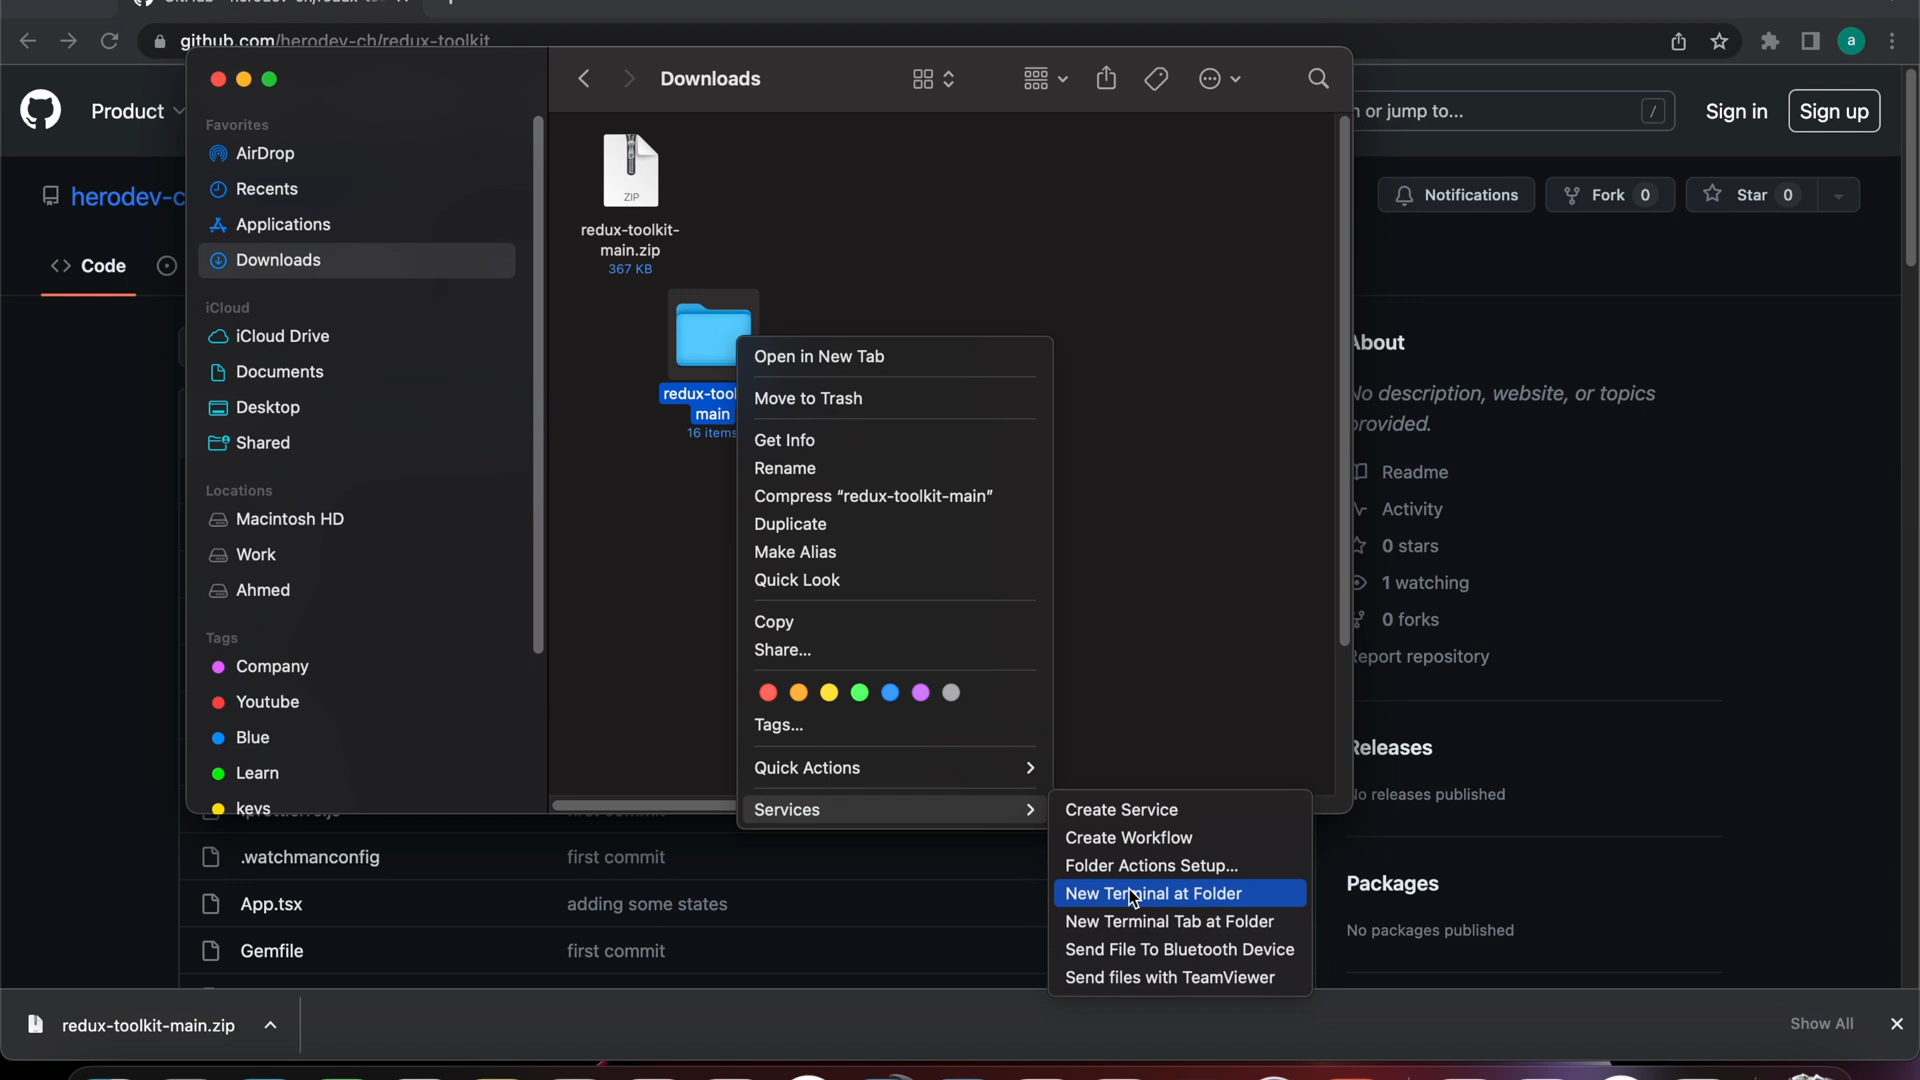 github.com/herodev-ch/redux-toolkit
a
Product
or jump to...
/
Sign in
Sign up
herodev-c
Notifications
Fork 0
Star 0
Code
Downloads
Favorites
AirDrop
Recents
Applications
Downloads
iCloud
iCloud Drive
Documents
Desktop
Shared
Locations
Macintosh HD
Work
Ahmed
Tags
Company
Youtube
Blue
Learn
keys
ZIP
redux-toolkit-
main.zip
367 KB
redux-tool
main
16 items
Open in New Tab
Move to Trash
Get Info
Rename
Compress “redux-toolkit-main”
Duplicate
Make Alias
Quick Look
Copy
Share...
Tags...
Quick Actions
Services
Create Service
Create Workflow
Folder Actions Setup...
New Terminal at Folder
New Terminal Tab at Folder
Send File To Bluetooth Device
Send files with TeamViewer
About
No description, website, or topics
provided.
Readme
Activity
0 stars
1 watching
0 forks
Report repository
Releases
No releases published
Packages
No packages published
.watchmanconfig first commit
App.tsx adding some states
Gemfile first commit
redux-toolkit-main.zip
Show All